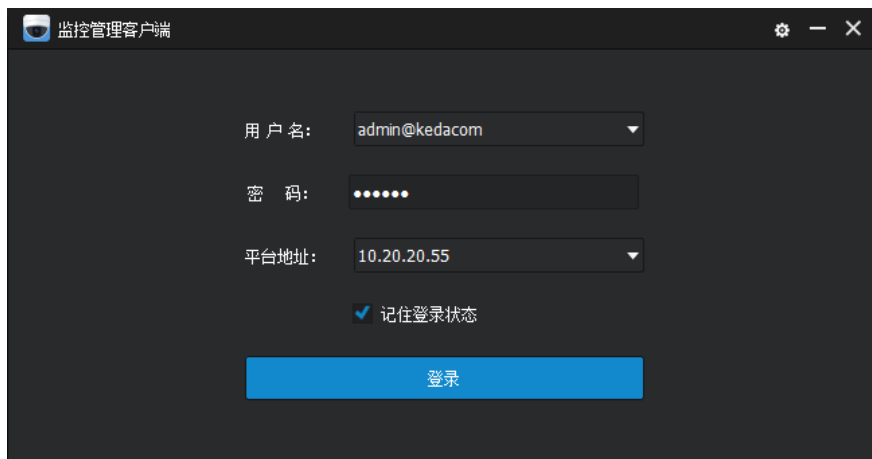 监控管理客户端
用户名: admin@kedacom
密 码: ●●●●●●
平台地址: 10.20.20.55
记住登录状态
登录